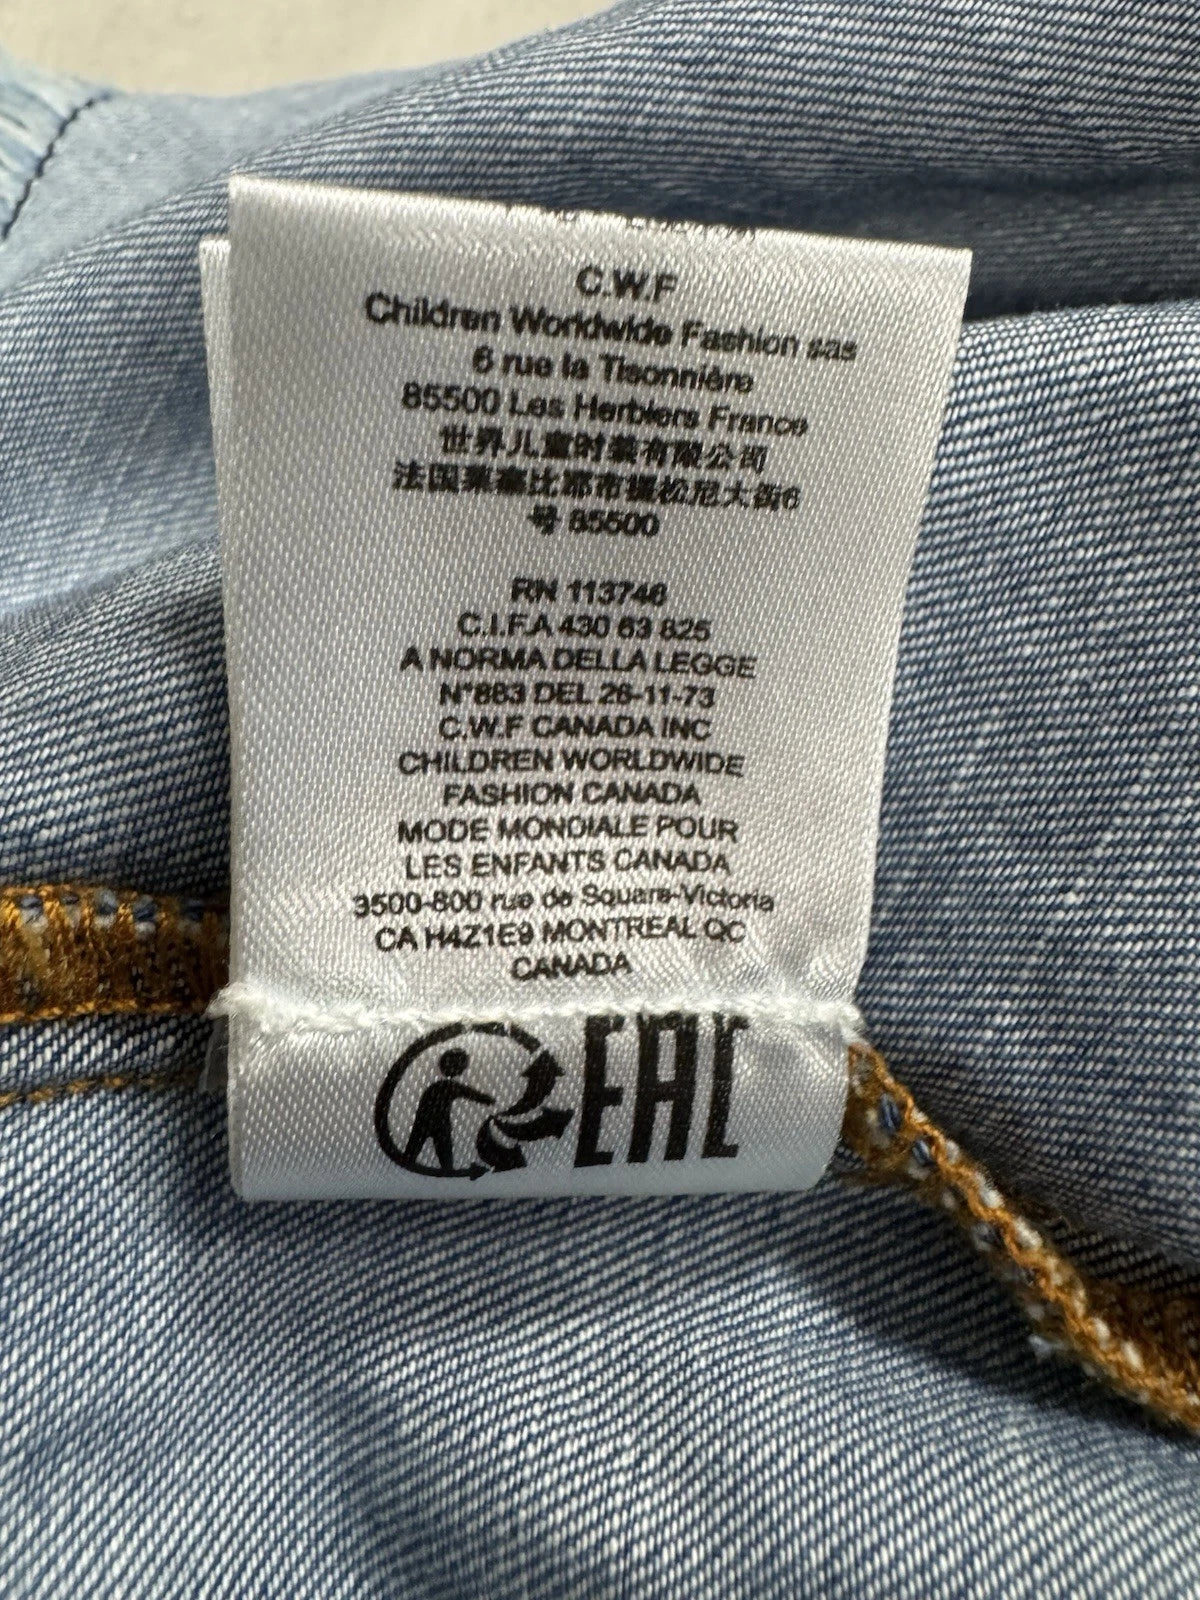 C.W.F
Children Worldwide Fashion sas
6 rue la Tisonnière
85500 Les Herbiers France
世界儿童时装有限公司
法国莱塞比耶市提松尼大街6
号 85500
RN 113746
C.I.F.A 430 63 825
A NORMA DELLA LEGGE
N°883 DEL 26-11-73
C.W.F CANADA INC
CHILDREN WORLDWIDE
FASHION CANADA
MODE MONDIALE POUR
LES ENFANTS CANADA
3500-800 rue de Square-Victoria
CA H4Z1E9 MONTREAL QC
CANADA
EAC